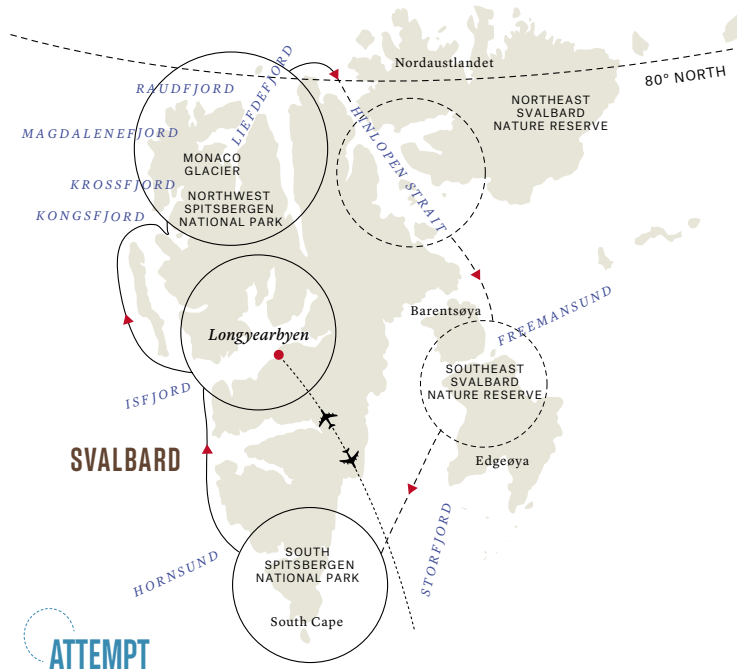 Nordaustlandet
80° NORTH
RAUDFJORD
LIEFDEFJORD
NORTHEAST
SVALBARD
NATURE RESERVE
MAGDALENEFJORD
HINLOPEN STRAIT
MONACO
GLACIER
KROSSFJORD
NORTHWEST
SPITSBERGEN
NATIONAL PARK
KONGSFJORD
Barentsøya
FREEMANSUND
Longyearbyen
SOUTHEAST
SVALBARD
NATURE RESERVE
ISFJORD
SVALBARD
Edgeøya
STORFJORD
HORNSUND
SOUTH
SPITSBERGEN
NATIONAL PARK
South Cape
ATTEMPT